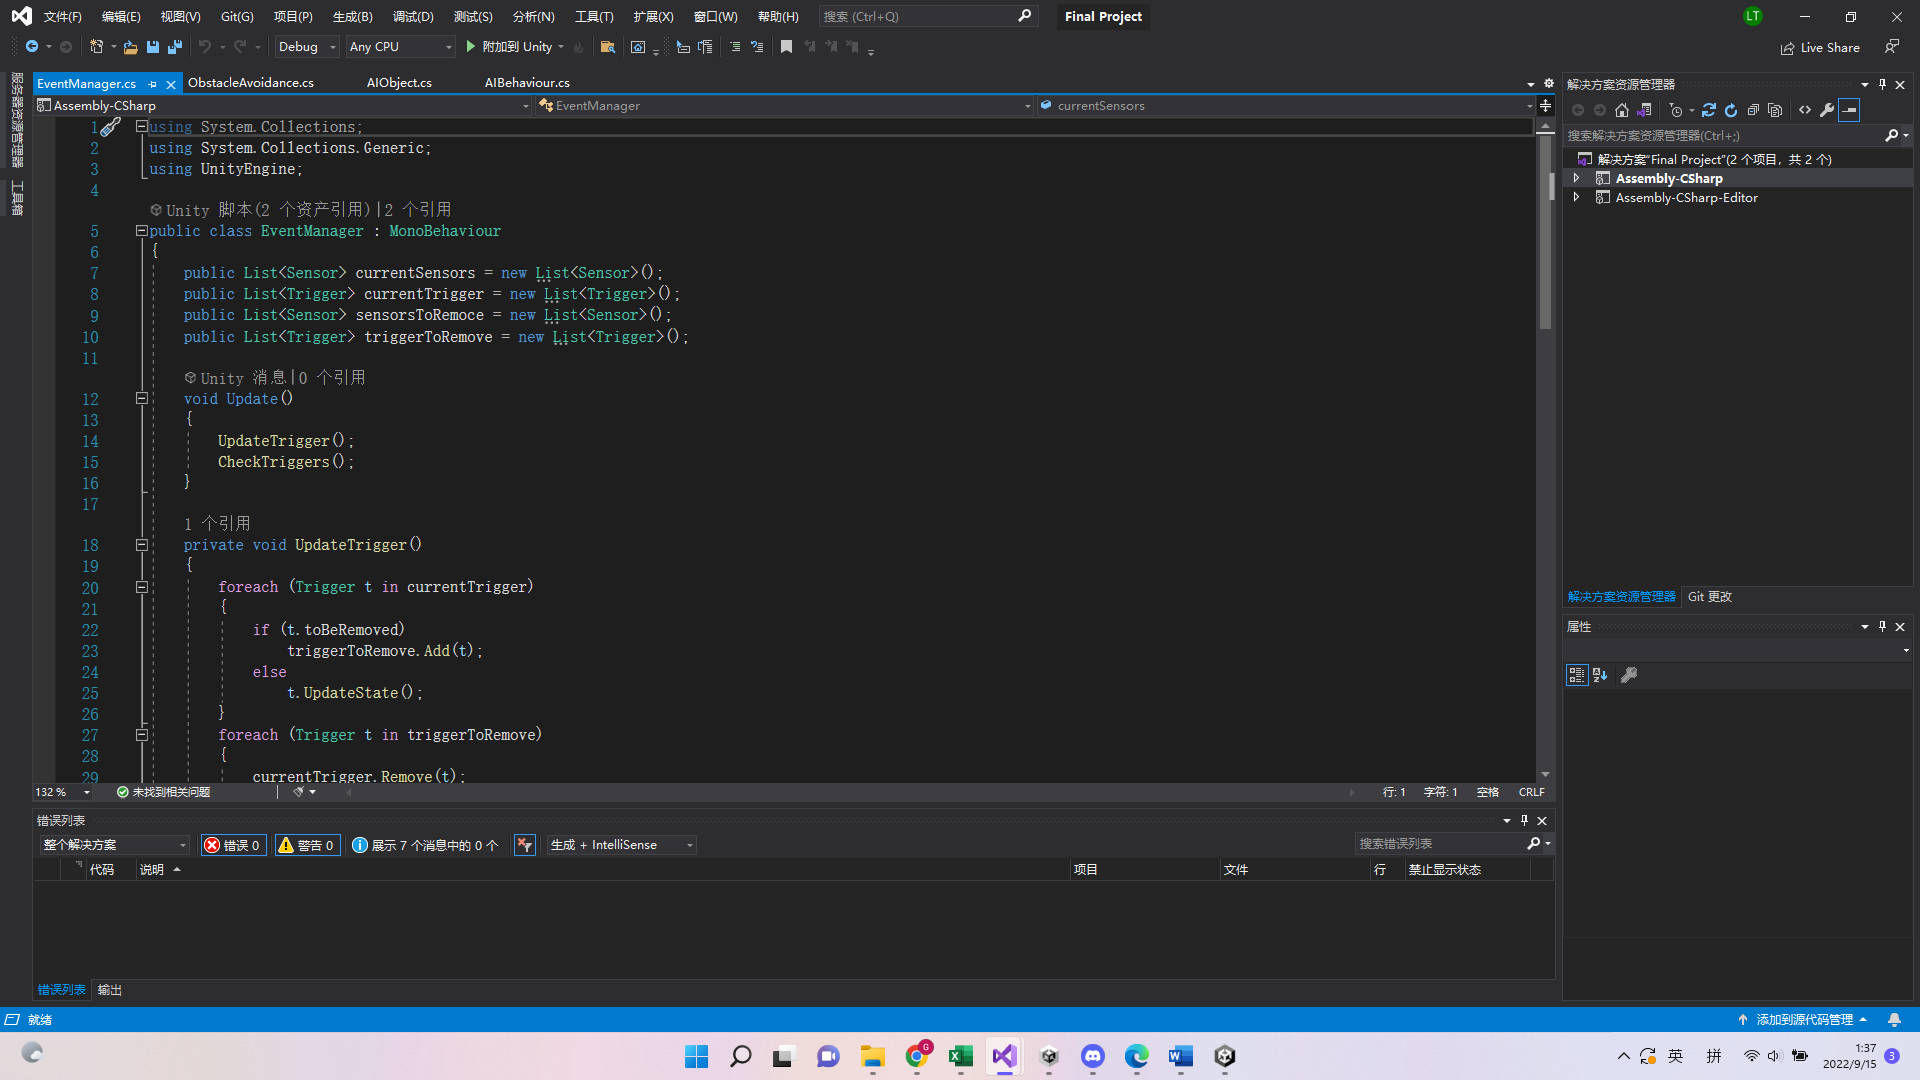 文件(F) 编辑(E) 视图(V) Git(G) 项目(P) 生成(B) 调试(D) 测试(S) 分析(N) 工具(T) 扩展(X) 窗口(W) 帮助(H) 搜索 (Ctrl+Q) Final Project LT
Debug Any CPU 附加到 Unity Live Share
服务器资源管理器
工具箱
EventManager.cs ObstacleAvoidance.cs AIObject.cs AIBehaviour.cs
Assembly-CSharp EventManager currentSensors
1 using System.Collections;
2 using System.Collections.Generic;
3 using UnityEngine;
4
Unity 脚本(2 个资产引用)|2 个引用
5 public class EventManager : MonoBehaviour
6 {
7 public List<Sensor> currentSensors = new List<Sensor>();
8 public List<Trigger> currentTrigger = new List<Trigger>();
9 public List<Sensor> sensorsToRemoce = new List<Sensor>();
10 public List<Trigger> triggerToRemove = new List<Trigger>();
11
Unity 消息|0 个引用
12 void Update()
13 {
14 UpdateTrigger();
15 CheckTriggers();
16 }
17
1 个引用
18 private void UpdateTrigger()
19 {
20 foreach (Trigger t in currentTrigger)
21 {
22 if (t.toBeRemoved)
23 triggerToRemove.Add(t);
24 else
25 t.UpdateState();
26 }
27 foreach (Trigger t in triggerToRemove)
28 {
29 currentTrigger.Remove(t);
132 % 未找到相关问题 行: 1 字符: 1 空格 CRLF
错误列表
整个解决方案 错误 0 警告 0 展示 7 个消息中的 0 个 生成 + IntelliSense 搜索错误列表
代码 说明 项目 文件 行 禁止显示状态
错误列表 输出
解决方案资源管理器
搜索解决方案资源管理器(Ctrl+;)
解决方案"Final Project"(2 个项目，共 2 个)
Assembly-CSharp
Assembly-CSharp-Editor
解决方案资源管理器 Git 更改
属性
就绪 添加到源代码管理
G 英 拼 1:37
2022/9/15 3